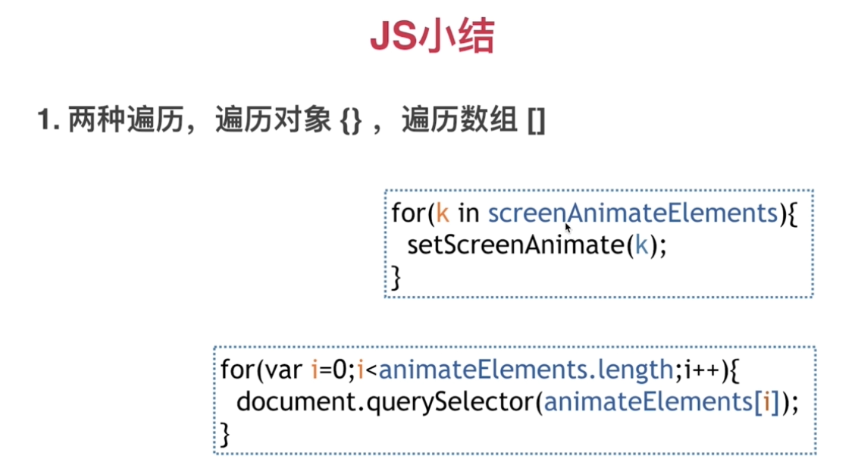 JS小结
1. 两种遍历，遍历对象 {} ，遍历数组 []
for(k in screenAnimateElements){
setScreenAnimate(k);
}
for(var i=0;i<animateElements.length;i++){
document.querySelector(animateElements[i]);
}